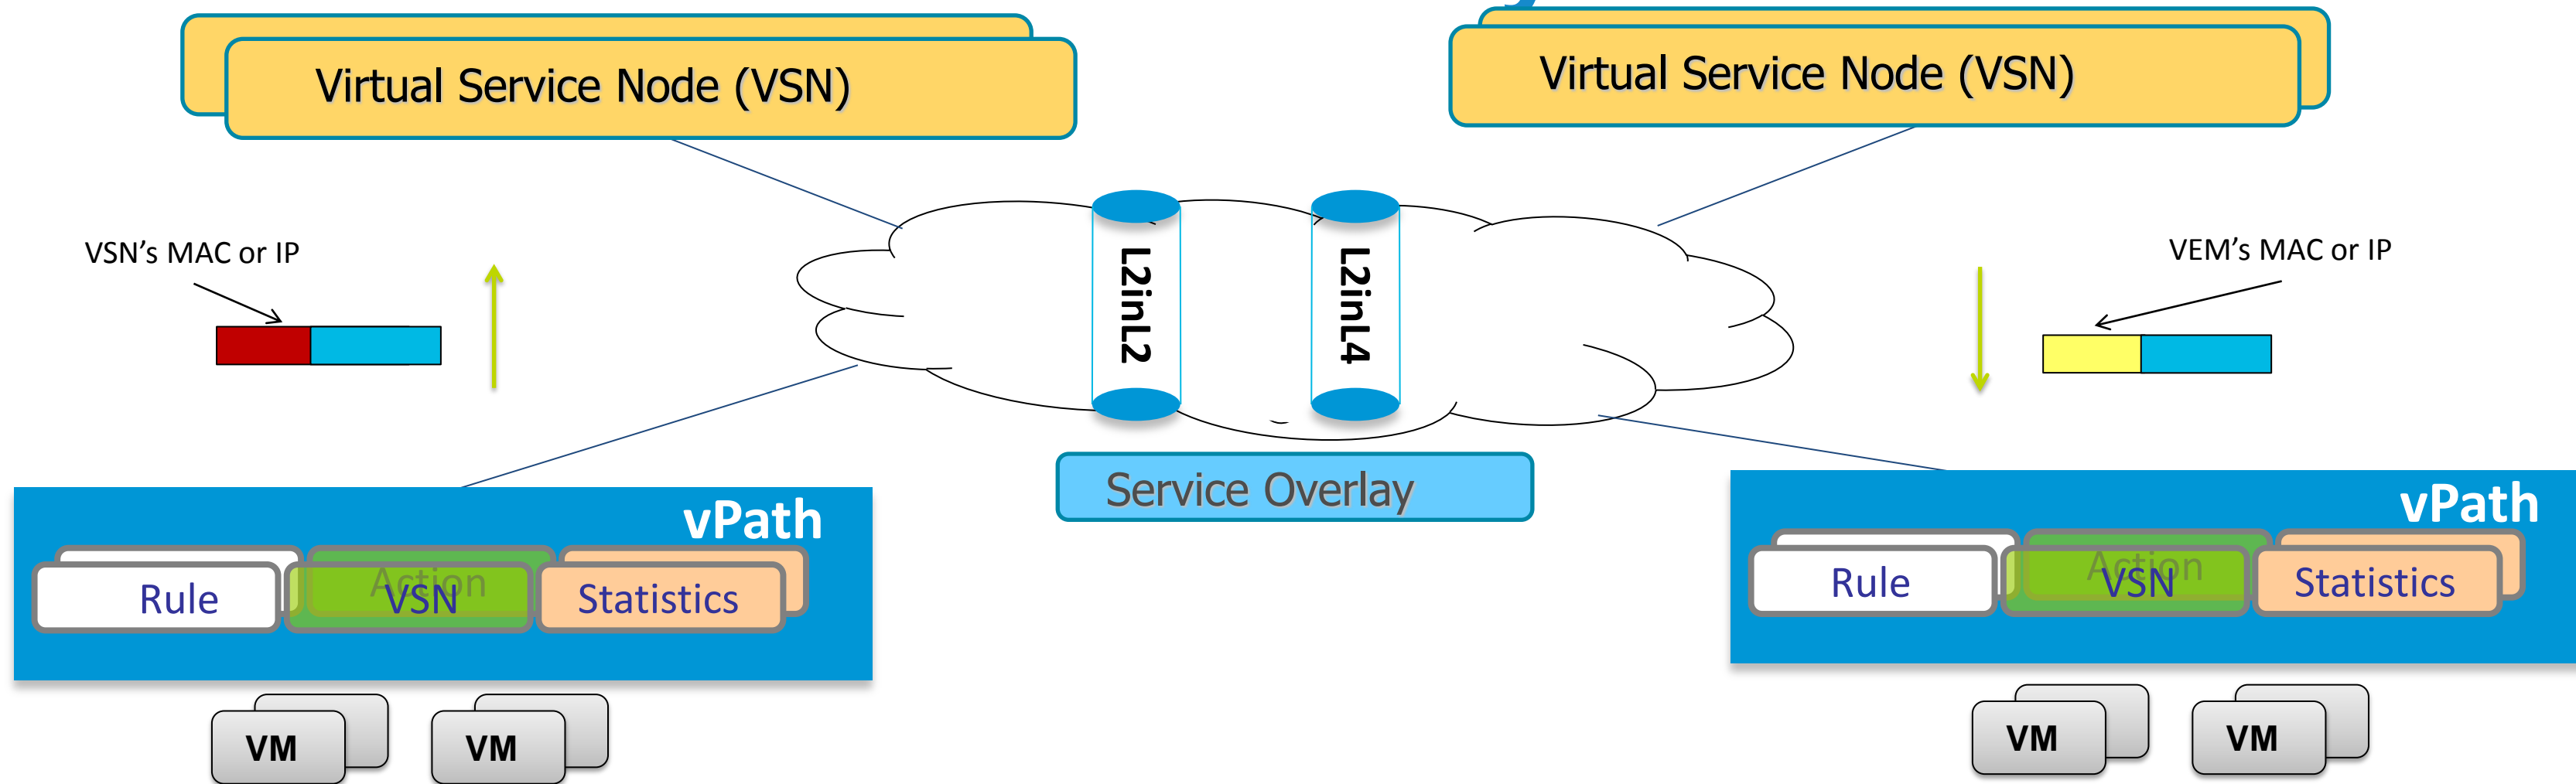 Virtual Service Node (VSN)
Virtual Service Node (VSN)
VSN's MAC or IP
VEM's MAC or IP
L2inL2
L2inL4
Service Overlay
vPath
Rule
Action
VSN
Statistics
vPath
Rule
Action
VSN
Statistics
VM
VM
VM
VM